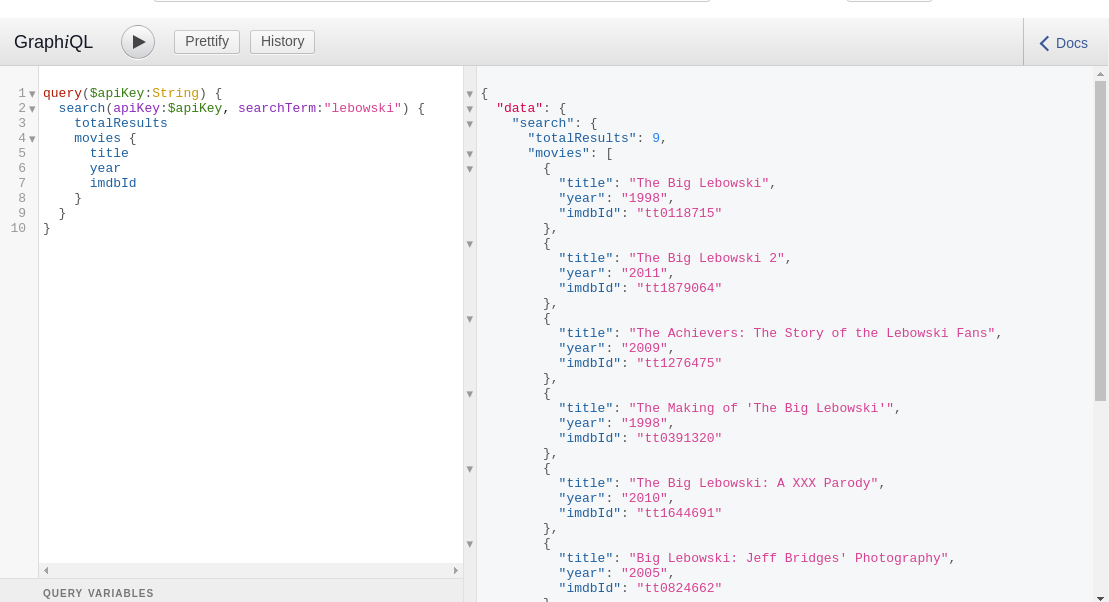 GraphiQL
Prettify
History
Docs
1 query($apiKey:String) {
2   search(apiKey:$apiKey, searchTerm:"lebowski") {
3     totalResults
4     movies {
5       title
6       year
7       imdbId
8     }
9   }
10 }
QUERY VARIABLES
{
  "data": {
    "search": {
      "totalResults": 9,
      "movies": [
        {
          "title": "The Big Lebowski",
          "year": "1998",
          "imdbId": "tt0118715"
        },
        {
          "title": "The Big Lebowski 2",
          "year": "2011",
          "imdbId": "tt1879064"
        },
        {
          "title": "The Achievers: The Story of the Lebowski Fans",
          "year": "2009",
          "imdbId": "tt1276475"
        },
        {
          "title": "The Making of 'The Big Lebowski'",
          "year": "1998",
          "imdbId": "tt0391320"
        },
        {
          "title": "The Big Lebowski: A XXX Parody",
          "year": "2010",
          "imdbId": "tt1644691"
        },
        {
          "title": "Big Lebowski: Jeff Bridges' Photography",
          "year": "2005",
          "imdbId": "tt0824662"